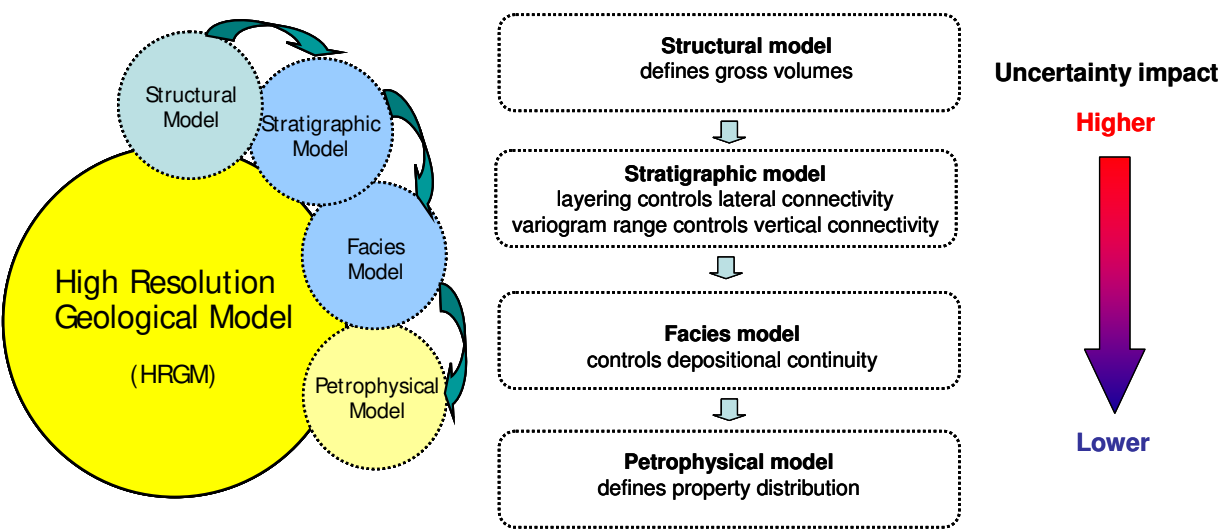 Structural
Model
Stratigraphic
Model
Facies
Model
Petrophysical
Model
High Resolution
Geological Model
(HRGM)
Structural model
defines gross volumes
Stratigraphic model
layering controls lateral connectivity
variogram range controls vertical connectivity
Facies model
controls depositional continuity
Petrophysical model
defines property distribution
Uncertainty impact
Higher
Lower